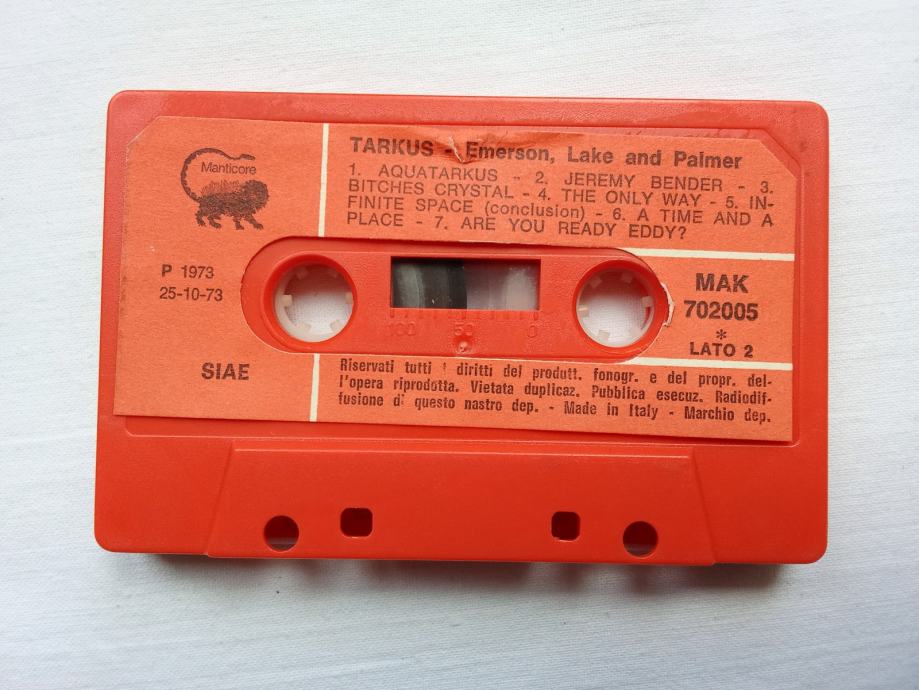 Manticore
TARKUS - Emerson, Lake and Palmer
1. AQUATARKUS - 2. JEREMY BENDER - 3.
BITCHES CRYSTAL - 4. THE ONLY WAY - 5. IN-
FINITE SPACE (conclusion) - 6. A TIME AND A
PLACE - 7. ARE YOU READY EDDY?
P 1973
25-10-73
SIAE
100 50 0
MAK
702005
*
LATO 2
Riservati tutti i diritti del produtt. fonogr. e del propr. del-
l'opera riprodotta. Vietata duplicaz. Pubblica esecuz. Radiodif-
fusione di questo nastro dep. - Made in Italy - Marchio dep.